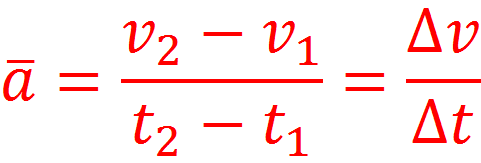 ā = (v₂ − v₁)/(t₂ − t₁) = Δv/Δt